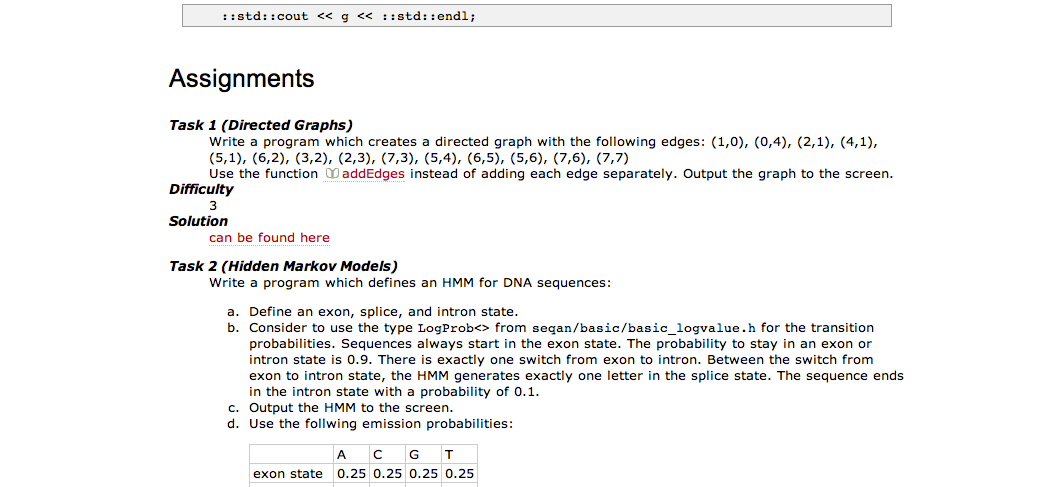 ::std::cout << g << ::std::endl;
Assignments
Task 1 (Directed Graphs)
Write a program which creates a directed graph with the following edges: (1,0), (0,4), (2,1), (4,1),
(5,1), (6,2), (3,2), (2,3), (7,3), (5,4), (6,5), (5,6), (7,6), (7,7)
Use the function addEdges instead of adding each edge separately. Output the graph to the screen.
Difficulty
3
Solution
can be found here
Task 2 (Hidden Markov Models)
Write a program which defines an HMM for DNA sequences:
a. Define an exon, splice, and intron state.
b. Consider to use the type LogProb<> from seqan/basic/basic_logvalue.h for the transition
probabilities. Sequences always start in the exon state. The probability to stay in an exon or
intron state is 0.9. There is exactly one switch from exon to intron. Between the switch from
exon to intron state, the HMM generates exactly one letter in the splice state. The sequence ends
in the intron state with a probability of 0.1.
c. Output the HMM to the screen.
d. Use the follwing emission probabilities:
A C G T
exon state 0.25 0.25 0.25 0.25